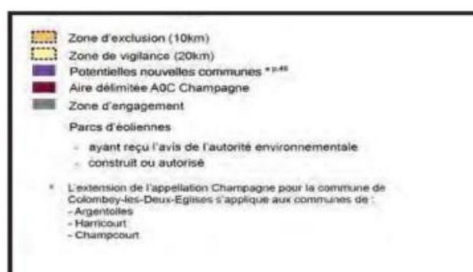 Zone d'exclusion (10km)
Zone de vigilance (20km)
Potentielles nouvelles communes * p.46
Aire délimitée AOC Champagne
Zone d'engagement
Parcs d'éoliennes
- ayant reçu l'avis de l'autorité environnementale
- construit ou autorisé
* L'extension de l'appellation Champagne pour la commune de
Colombey-les-Deux-Eglises s'applique aux communes de :
- Argentolles
- Harricourt
- Champcourt